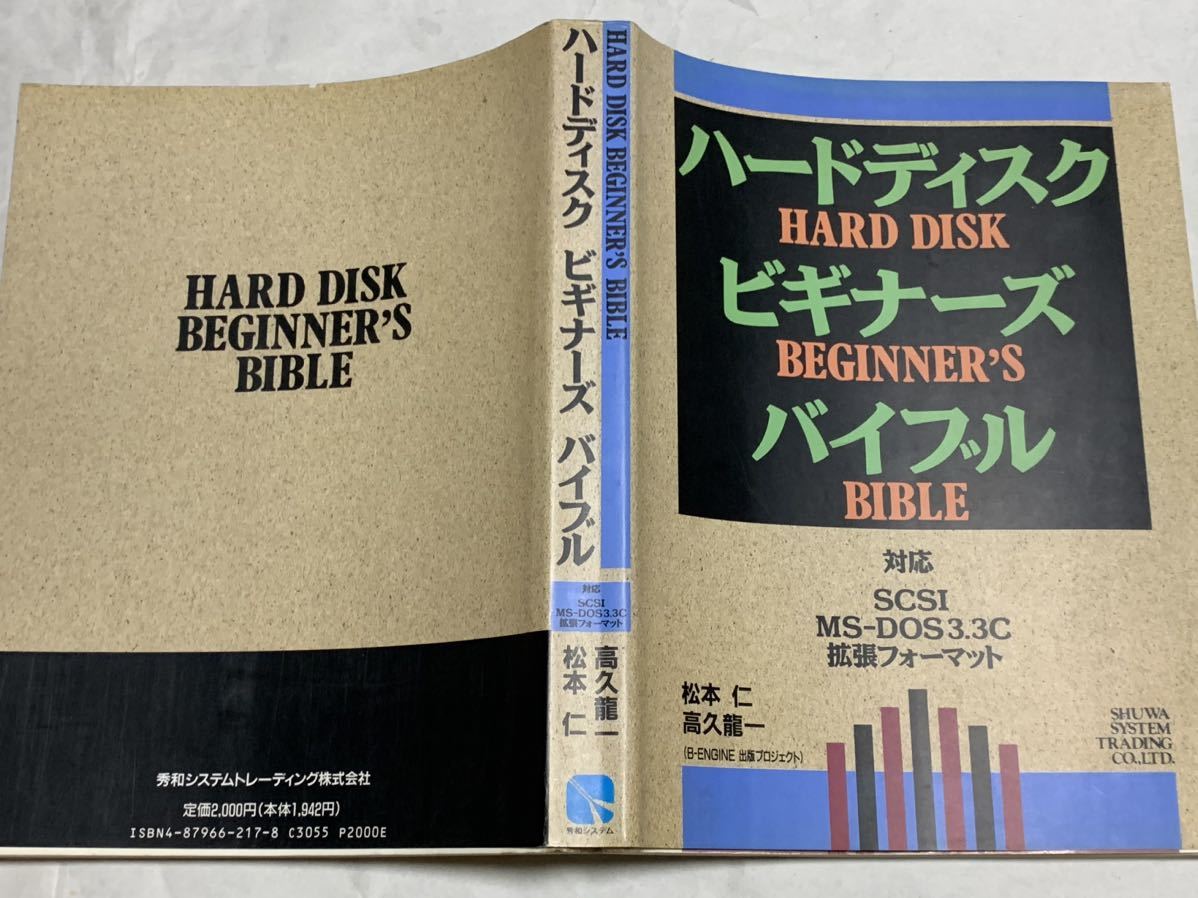 HARD DISK
BEGINNER'S
BIBLE
秀和システムトレーディング株式会社
定価2,000円(本体1,942円)
ISBN4-87966-217-8 C3055 P2000E
HARD DISK BEGINNER'S BIBLE
ハードディスク ビギナーズ バイブル
対応
SCSI
MS-DOS3.3C
拡張フォーマット
高久龍一
松本 仁
秀和システム
ハードディスク
HARD DISK
ビギナーズ
BEGINNER'S
バイブル
BIBLE
対応
SCSI
MS-DOS3.3C
拡張フォーマット
松本 仁
高久龍一
(B-ENGINE 出版プロジェクト)
SHUWA
SYSTEM
TRADING
CO.,LTD.